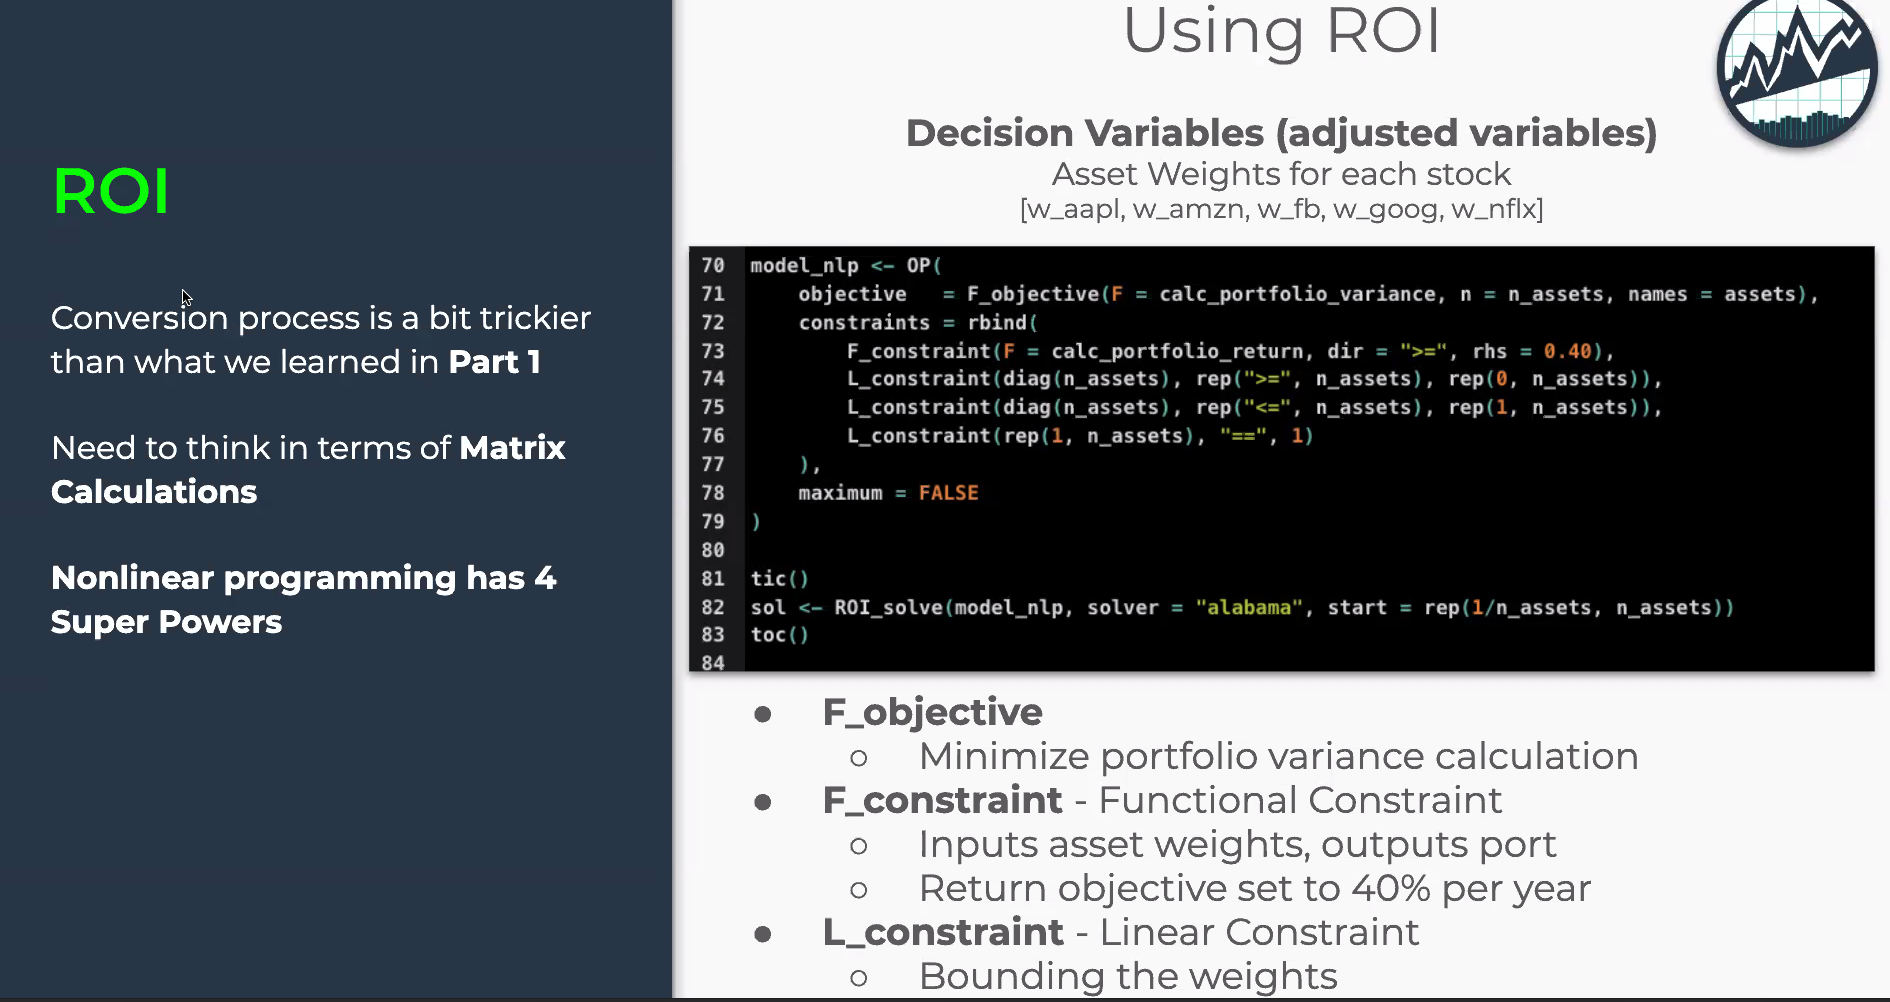 Using ROI
ROI
Conversion process is a bit trickier
than what we learned in Part 1
Need to think in terms of Matrix
Calculations
Nonlinear programming has 4
Super Powers
Decision Variables (adjusted variables)
Asset Weights for each stock
[w_aapl, w_amzn, w_fb, w_goog, w_nflx]
70 model_nlp <- OP(
71     objective   = F_objective(F = calc_portfolio_variance, n = n_assets, names = assets),
72     constraints = rbind(
73         F_constraint(F = calc_portfolio_return, dir = ">=", rhs = 0.40),
74         L_constraint(diag(n_assets), rep(">=", n_assets), rep(0, n_assets)),
75         L_constraint(diag(n_assets), rep("<=", n_assets), rep(1, n_assets)),
76         L_constraint(rep(1, n_assets), "==", 1)
77     ),
78     maximum = FALSE
79 )
80
81 tic()
82 sol <- ROI_solve(model_nlp, solver = "alabama", start = rep(1/n_assets, n_assets))
83 toc()
84
● F_objective
○ Minimize portfolio variance calculation
● F_constraint - Functional Constraint
○ Inputs asset weights, outputs port
○ Return objective set to 40% per year
● L_constraint - Linear Constraint
○ Bounding the weights